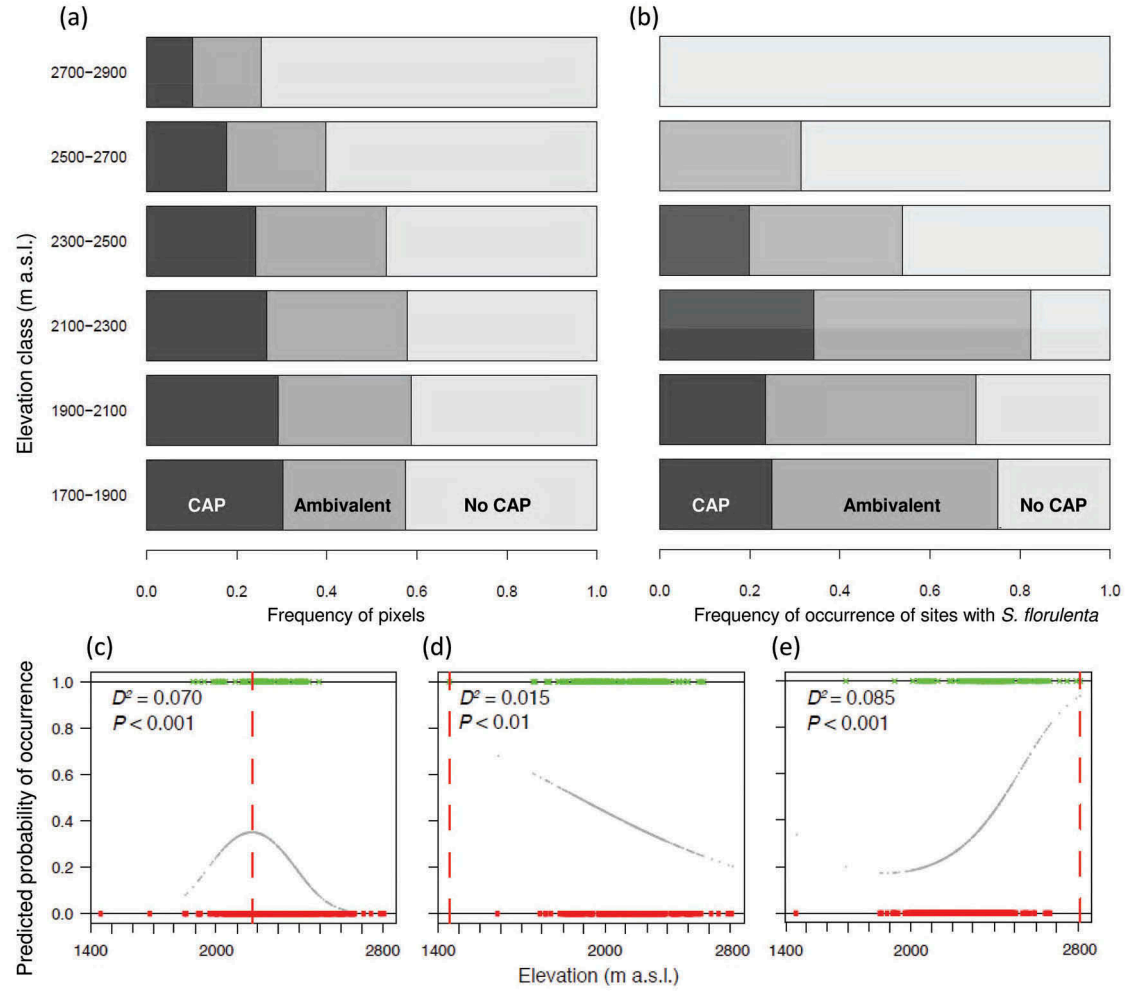 (a)
(b)
Elevation class (m a.s.l.)
2700−2900
2500−2700
2300−2500
2100−2300
1900−2100
1700−1900
CAP Ambivalent No CAP
CAP Ambivalent No CAP
0.0 0.2 0.4 0.6 0.8 1.0
0.0 0.2 0.4 0.6 0.8 1.0
Frequency of pixels
Frequency of occurrence of sites with S. florulenta
(c)
(d)
(e)
Predicted probability of occurrence
1.0
0.8
0.6
0.4
0.2
0.0
D² = 0.070
P < 0.001
D² = 0.015
P < 0.01
D² = 0.085
P < 0.001
1400 2000 2800
1400 2000 2800
1400 2000 2800
Elevation (m a.s.l.)